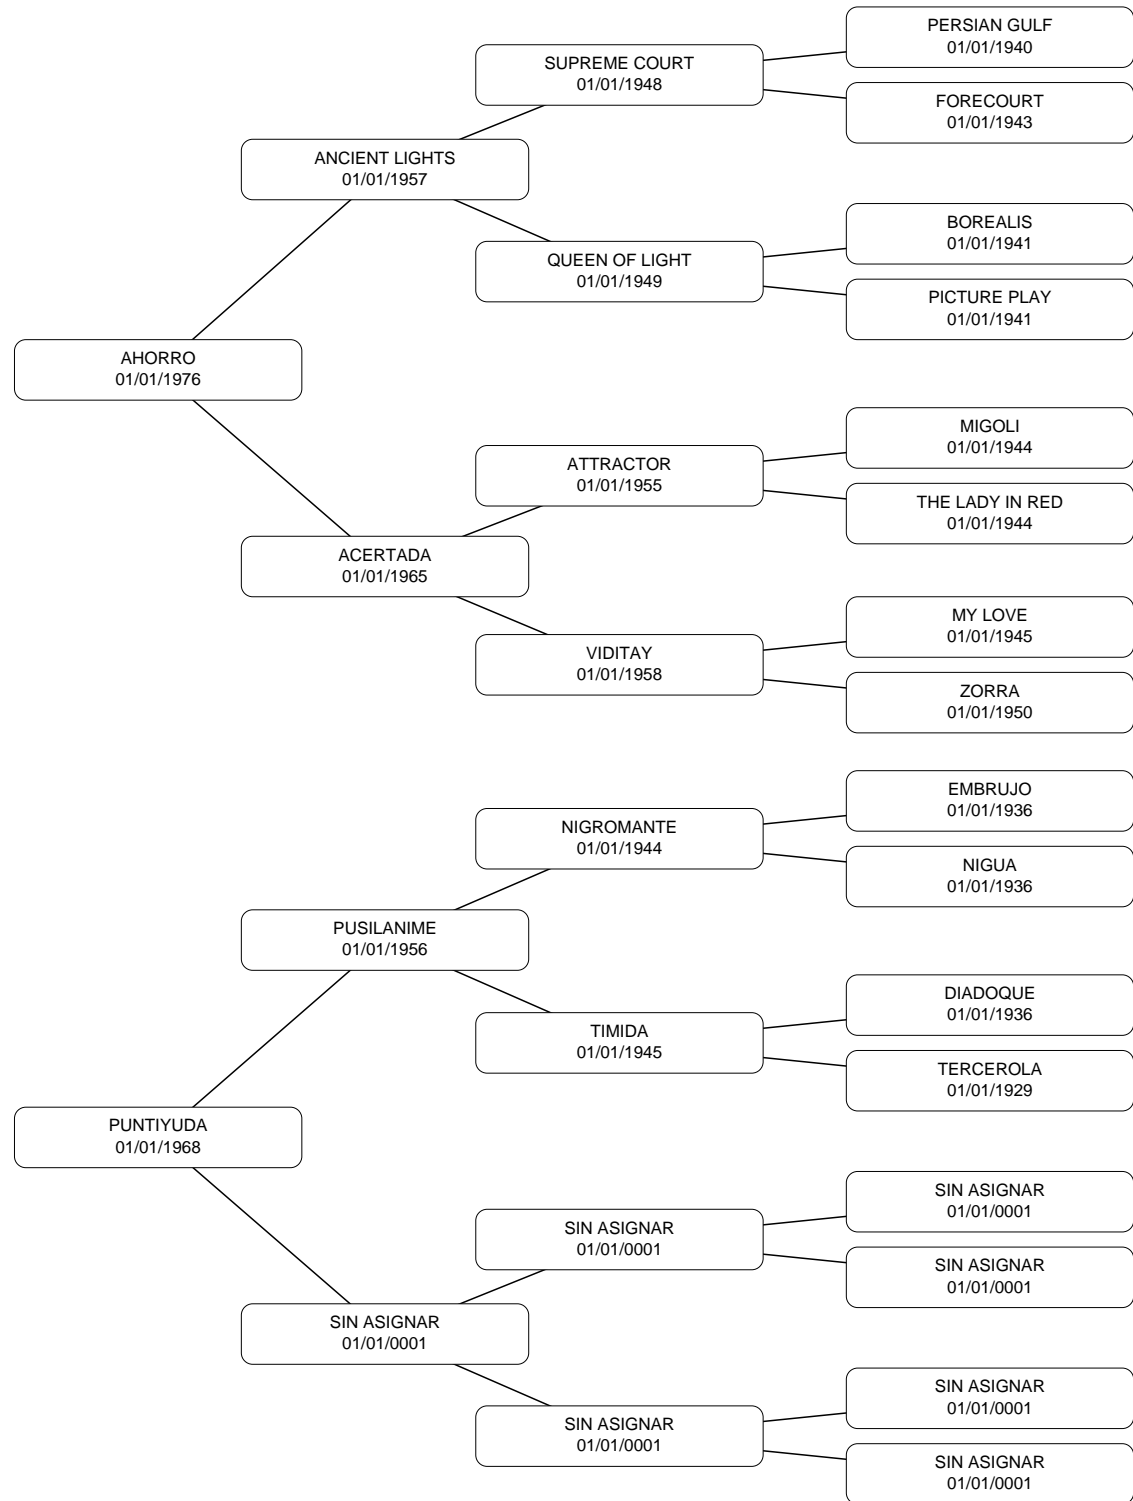 PERSIAN GULF
01/01/1940
SUPREME COURT
01/01/1948
FORECOURT
01/01/1943
ANCIENT LIGHTS
01/01/1957
BOREALIS
01/01/1941
QUEEN OF LIGHT
01/01/1949
PICTURE PLAY
01/01/1941
AHORRO
01/01/1976
MIGOLI
01/01/1944
ATTRACTOR
01/01/1955
THE LADY IN RED
01/01/1944
ACERTADA
01/01/1965
MY LOVE
01/01/1945
VIDITAY
01/01/1958
ZORRA
01/01/1950
EMBRUJO
01/01/1936
NIGROMANTE
01/01/1944
NIGUA
01/01/1936
PUSILANIME
01/01/1956
DIADOQUE
01/01/1936
TIMIDA
01/01/1945
TERCEROLA
01/01/1929
PUNTIYUDA
01/01/1968
SIN ASIGNAR
01/01/0001
SIN ASIGNAR
01/01/0001
SIN ASIGNAR
01/01/0001
SIN ASIGNAR
01/01/0001
SIN ASIGNAR
01/01/0001
SIN ASIGNAR
01/01/0001
SIN ASIGNAR
01/01/0001